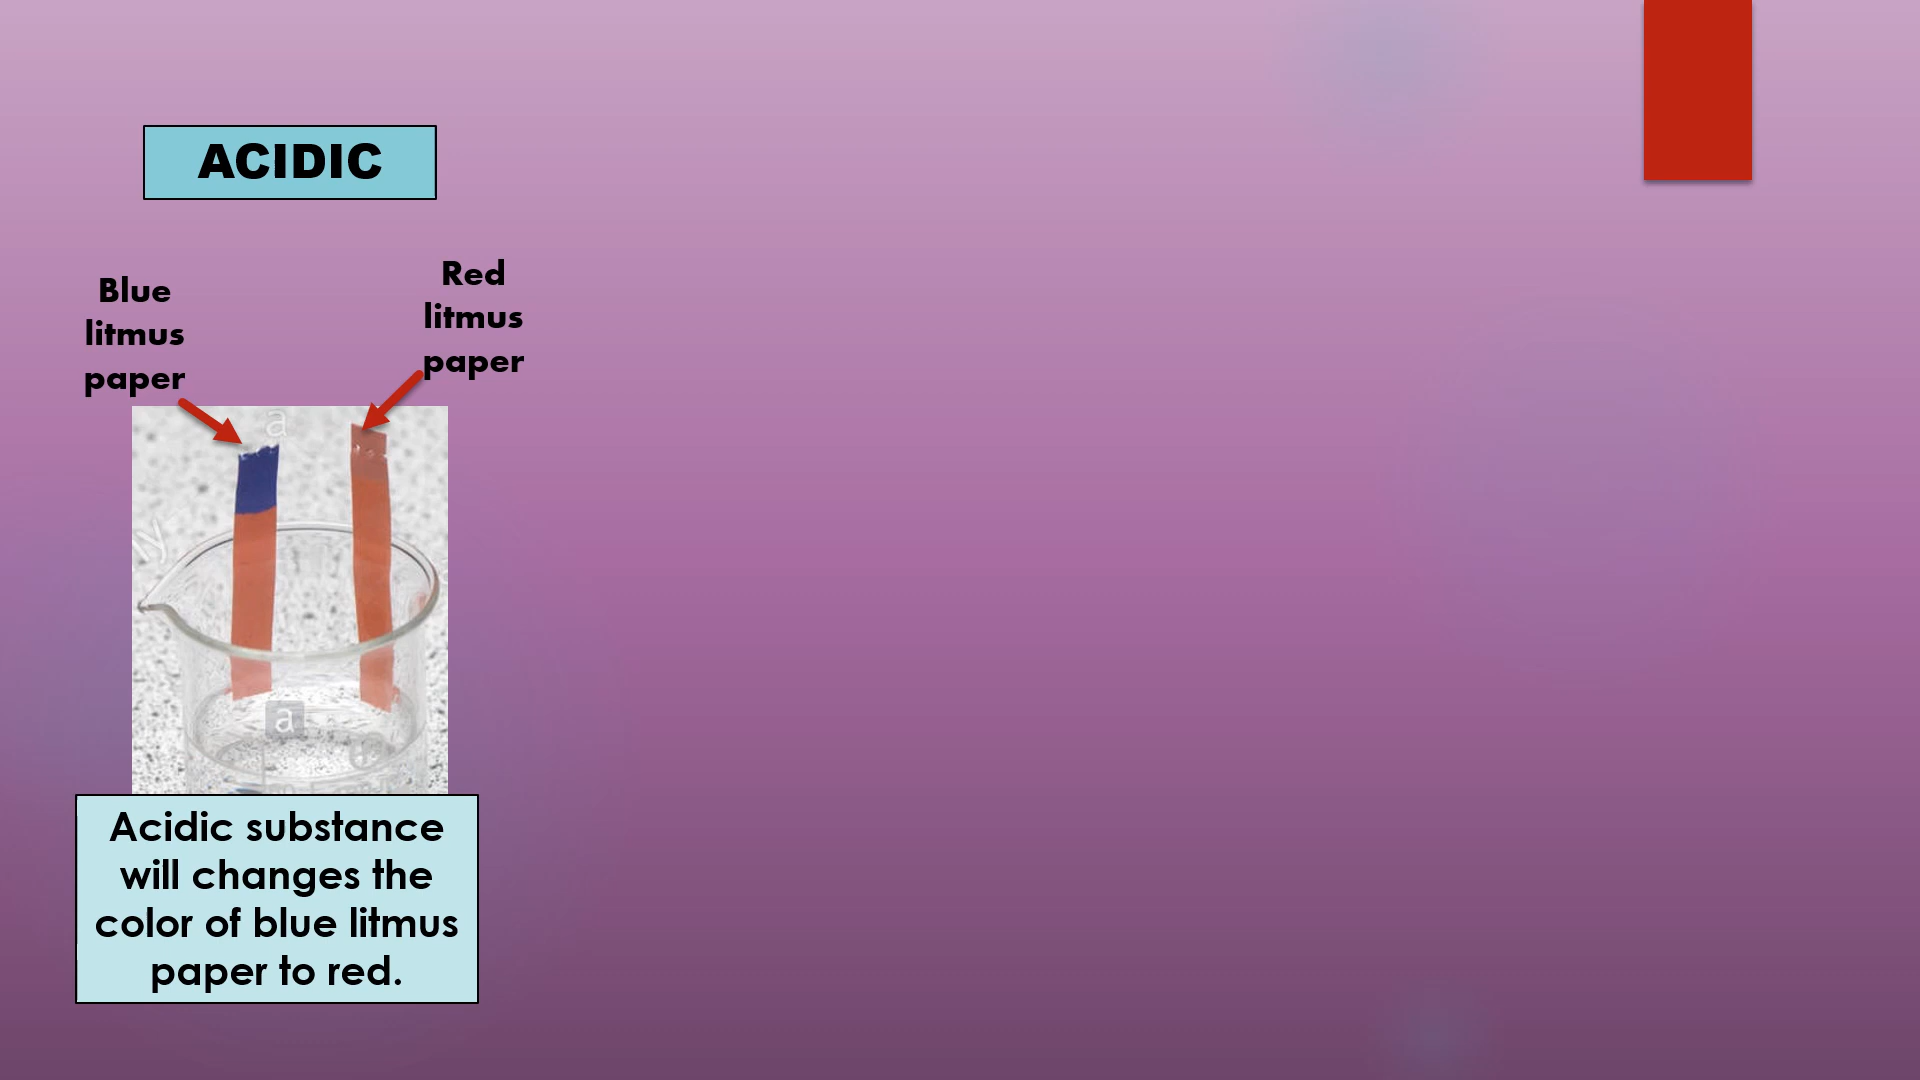 ACIDIC
Blue
litmus
paper
Red
litmus
paper
a
a
Acidic substance
will changes the
color of blue litmus
paper to red.